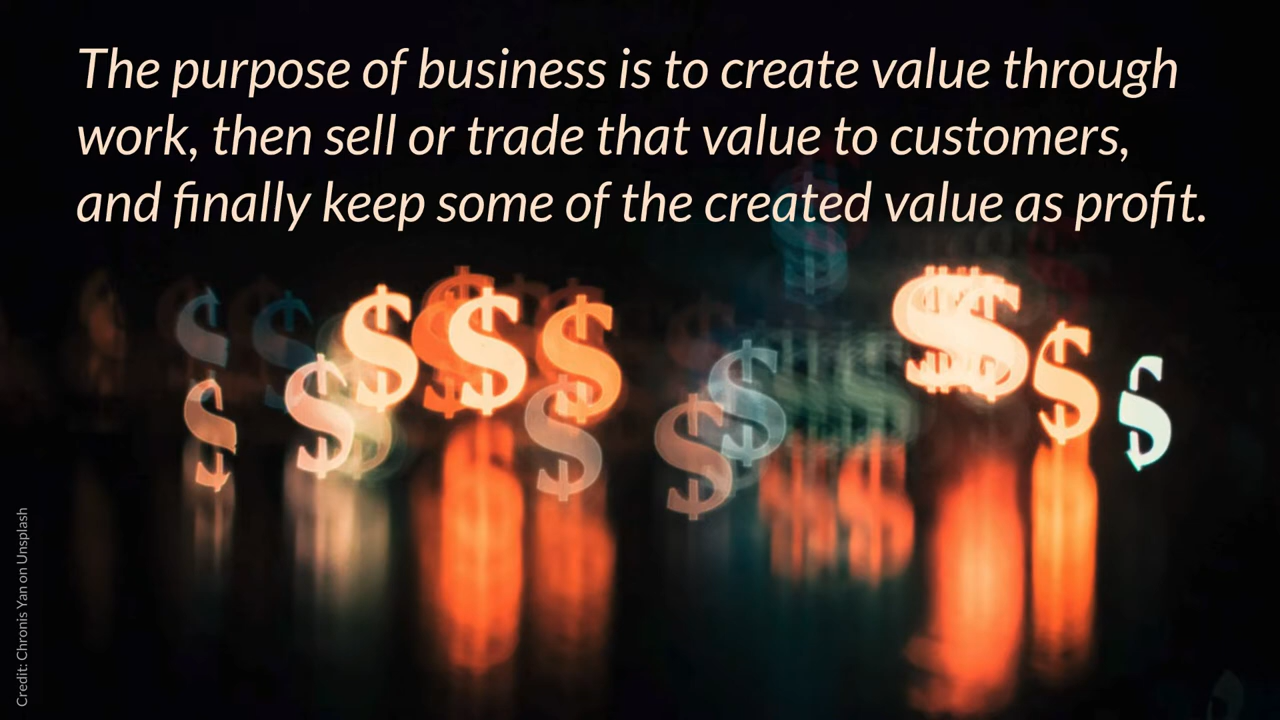 The purpose of business is to create value through
work, then sell or trade that value to customers,
and finally keep some of the created value as profit.
Credit: Chronis Yan on Unsplash